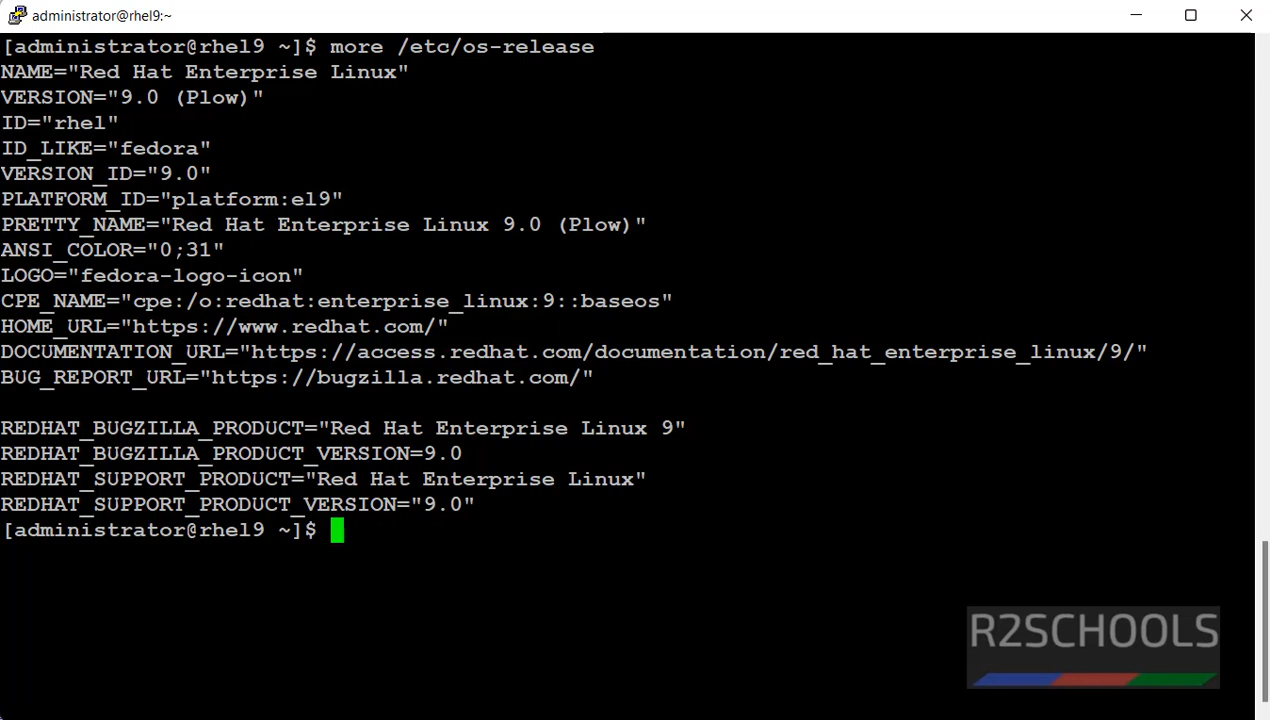 administrator@rhel9:~
[administrator@rhel9 ~]$ more /etc/os-release
NAME="Red Hat Enterprise Linux"
VERSION="9.0 (Plow)"
ID="rhel"
ID_LIKE="fedora"
VERSION_ID="9.0"
PLATFORM_ID="platform:el9"
PRETTY_NAME="Red Hat Enterprise Linux 9.0 (Plow)"
ANSI_COLOR="0;31"
LOGO="fedora-logo-icon"
CPE_NAME="cpe:/o:redhat:enterprise_linux:9::baseos"
HOME_URL="https://www.redhat.com/"
DOCUMENTATION_URL="https://access.redhat.com/documentation/red_hat_enterprise_linux/9/"
BUG_REPORT_URL="https://bugzilla.redhat.com/"
REDHAT_BUGZILLA_PRODUCT="Red Hat Enterprise Linux 9"
REDHAT_BUGZILLA_PRODUCT_VERSION=9.0
REDHAT_SUPPORT_PRODUCT="Red Hat Enterprise Linux"
REDHAT_SUPPORT_PRODUCT_VERSION="9.0"
[administrator@rhel9 ~]$
R2SCHOOLS